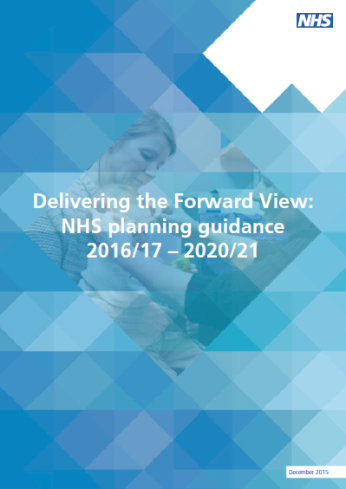 NHS
Delivering the Forward View:
NHS planning guidance
2016/17 – 2020/21
December 2015